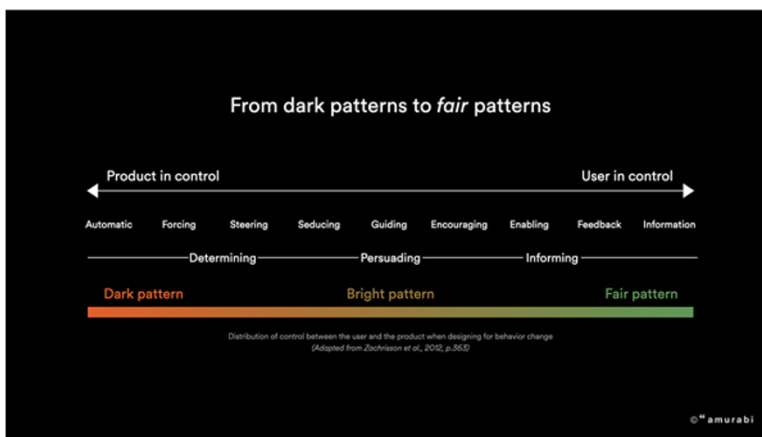 From dark patterns to fair patterns
Product in control User in control
Automatic Forcing Steering Seducing Guiding Encouraging Enabling Feedback Information
Determining Persuading Informing
Dark pattern Bright pattern Fair pattern
Distribution of control between the user and the product when designing for behavior change
(Adapted from Zachrisson et al., 2012, p.363)
©“amurabi